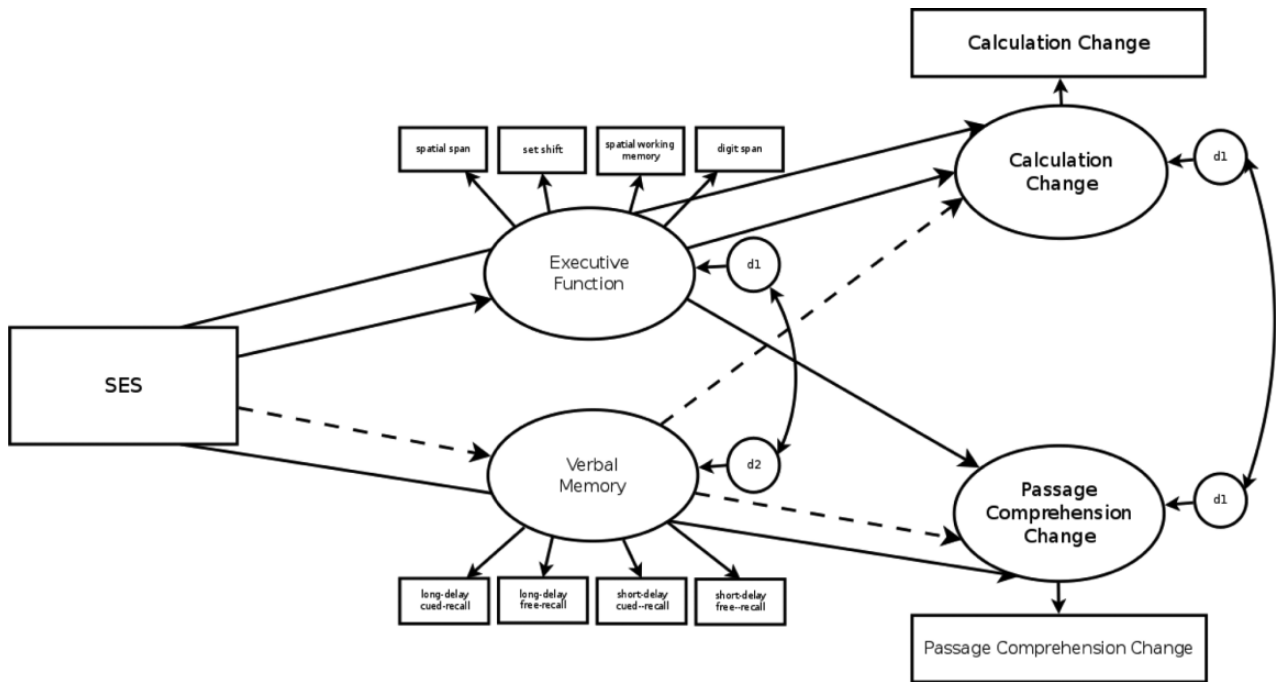 Calculation Change
spatial span
set shift
spatial working
memory
digit span
Calculation
Change
d1
Executive
Function
d1
SES
Verbal
Memory
d2
Passage
Comprehension
Change
d1
long-delay
cued-recall
long-delay
free-recall
short-delay
cued--recall
short-delay
free--recall
Passage Comprehension Change